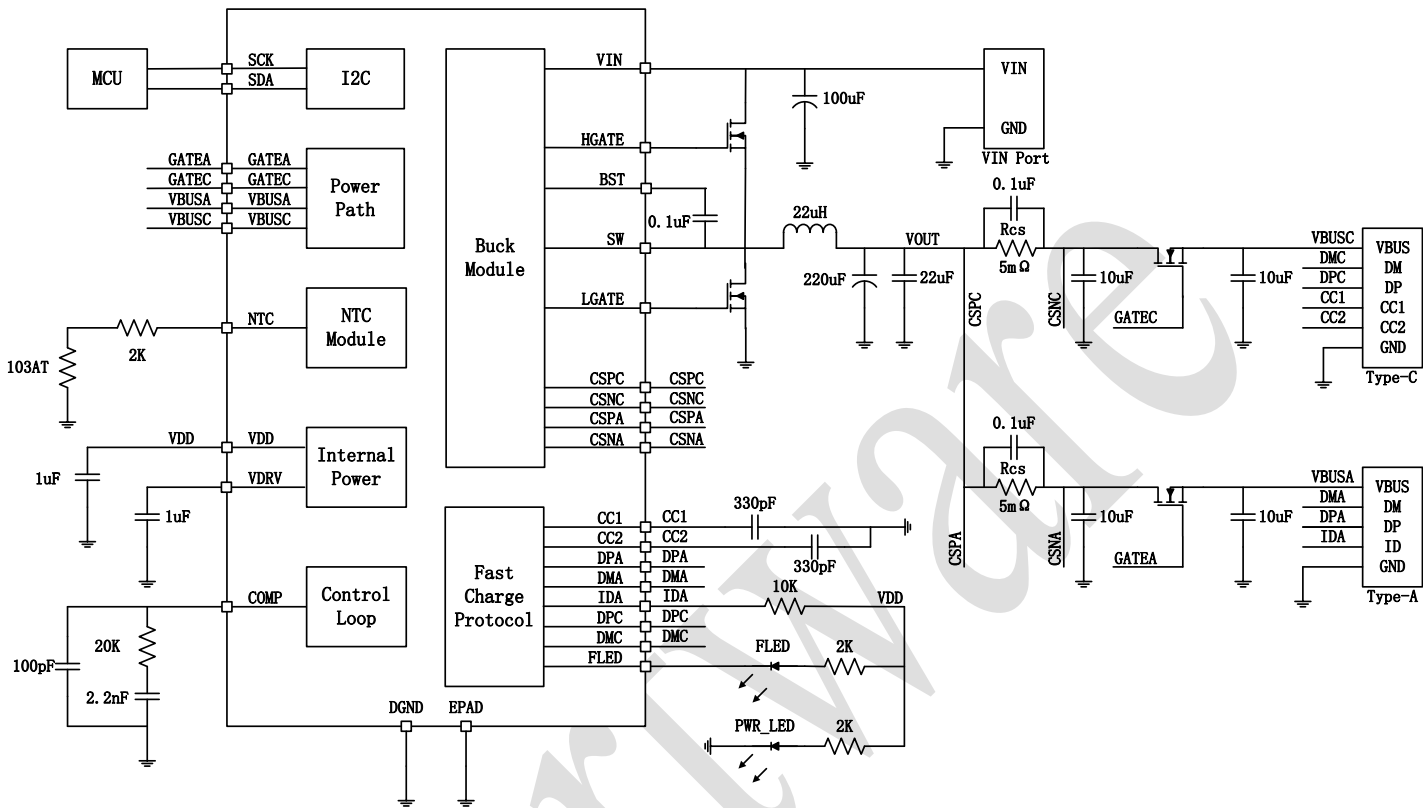 MCU
SCK
SDA
I2C
GATEA GATEA
GATEC GATEC
VBUSA VBUSA
VBUSC VBUSC
Power
Path
NTC
NTC
Module
2K
103AT
VDD VDD
VDRV
Internal
Power
1uF
1uF
COMP
Control
Loop
20K
100pF
2.2nF
DGND
EPAD
Buck
Module
VIN
HGATE
BST
SW
LGATE
CSPC CSPC
CSNC CSNC
CSPA CSPA
CSNA CSNA
Fast
Charge
Protocol
CC1 CC1
CC2 CC2
DPA DPA
DMA DMA
IDA IDA
DPC DPC
DMC DMC
FLED
330pF
330pF
10K
VDD
FLED
2K
PWR_LED
2K
100uF
VIN
GND
VIN Port
0.1uF
22uH
VOUT
220uF
22uF
0.1uF
Rcs
5mΩ
CSPC
CSNC
10uF
GATEC
10uF
VBUSC
DMC
DPC
CC1
CC2
VBUS
DM
DP
CC1
CC2
GND
Type-C
0.1uF
Rcs
5mΩ
CSPA
CSNA
10uF
GATEA
10uF
VBUSA
DMA
DPA
IDA
VBUS
DM
DP
ID
GND
Type-A